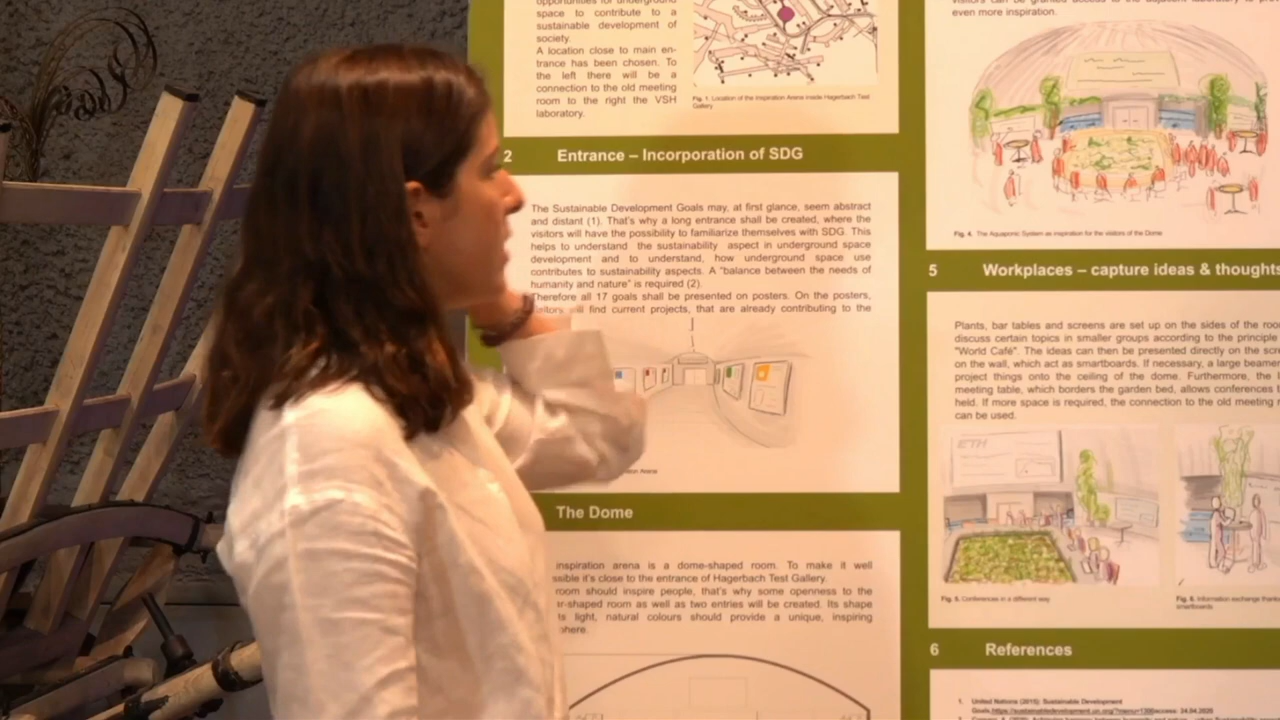 opportunities for underground
space to contribute to a
sustainable development of
society.
A location close to main en-
trance has been chosen. To
the left there will be a
connection to the old meeting
room to the right the VSH
laboratory.
Fig. 1. Location of the Inspiration Arena inside Hagerbach Test
Gallery
2 Entrance – Incorporation of SDG
The Sustainable Development Goals may, at first glance, seem abstract
and distant (1). That's why a long entrance shall be created, where the
visitors will have the possibility to familiarize themselves with SDG. This
helps to understand the sustainability aspect in underground space
development and to understand, how underground space use
contributes to sustainability aspects. A "balance between the needs of
humanity and nature" is required (2).
Therefore all 17 goals shall be presented on posters. On the posters,
visitors will find current projects, that are already contributing to the
Arena
The Dome
inspiration arena is a dome-shaped room. To make it well
it's close to the entrance of Hagerbach Test Gallery.
room should inspire people, that's why some openness to the
shaped room as well as two entries will be created. Its shape
light, natural colours should provide a unique, inspiring
even more inspiration.
Fig. 4. The Aquaponic System as inspiration for the visitors of the Dome
5 Workplaces – capture ideas & thoughts
Plants, bar tables and screens are set up on the sides of the
discuss certain topics in smaller groups according to the principle
"World Café". The ideas can then be presented directly on the
on the wall, which act as smartboards. If necessary, a large beamer
project things onto the ceiling of the dome. Furthermore, the
meeting table, which borders the garden bed, allows conferences
held. If more space is required, the connection to the old meeting
can be used.
ETH
Fig. 5. Conferences in a different way
Fig. 6. Information exchange
smartboards
6 References
1. United Nations (2015): Sustainable Development